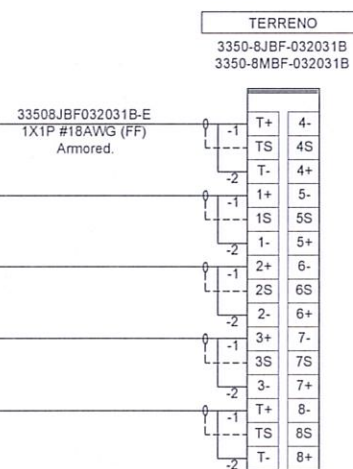 TERRENO
3350-8JBF-032031B
3350-8MBF-032031B
33508JBF032031B-E
1X1P #18AWG (FF)
Armored.
-1 T+ 4-
TS 4S
-2 T- 4+
-1 1+ 5-
1S 5S
-2 1- 5+
-1 2+ 6-
2S 6S
-2 2- 6+
-1 3+ 7-
3S 7S
-2 3- 7+
-1 T+ 8-
TS 8S
-2 T- 8+